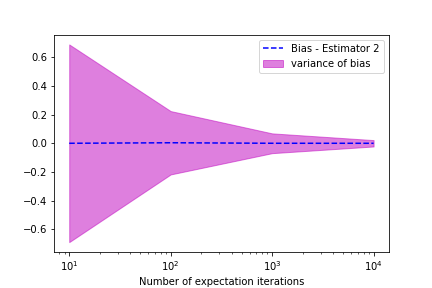 Bias - Estimator 2
variance of bias
0.6
0.4
0.2
0.0
−0.2
−0.4
−0.6
10¹ 10² 10³ 10⁴
Number of expectation iterations